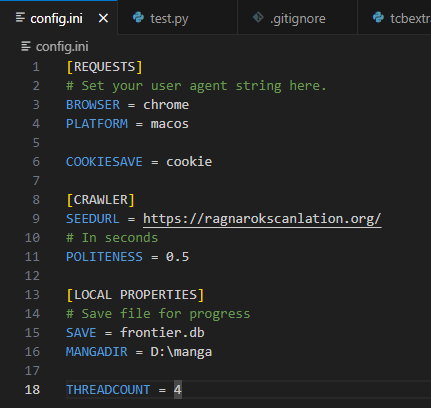 config.ini
test.py
.gitignore
tcbextra
config.ini
1 [REQUESTS]
2 # Set your user agent string here.
3 BROWSER = chrome
4 PLATFORM = macos
5
6 COOKIESAVE = cookie
7
8 [CRAWLER]
9 SEEDURL = https://ragnarokscanlation.org/
10 # In seconds
11 POLITENESS = 0.5
12
13 [LOCAL PROPERTIES]
14 # Save file for progress
15 SAVE = frontier.db
16 MANGADIR = D:\manga
17
18 THREADCOUNT = 4